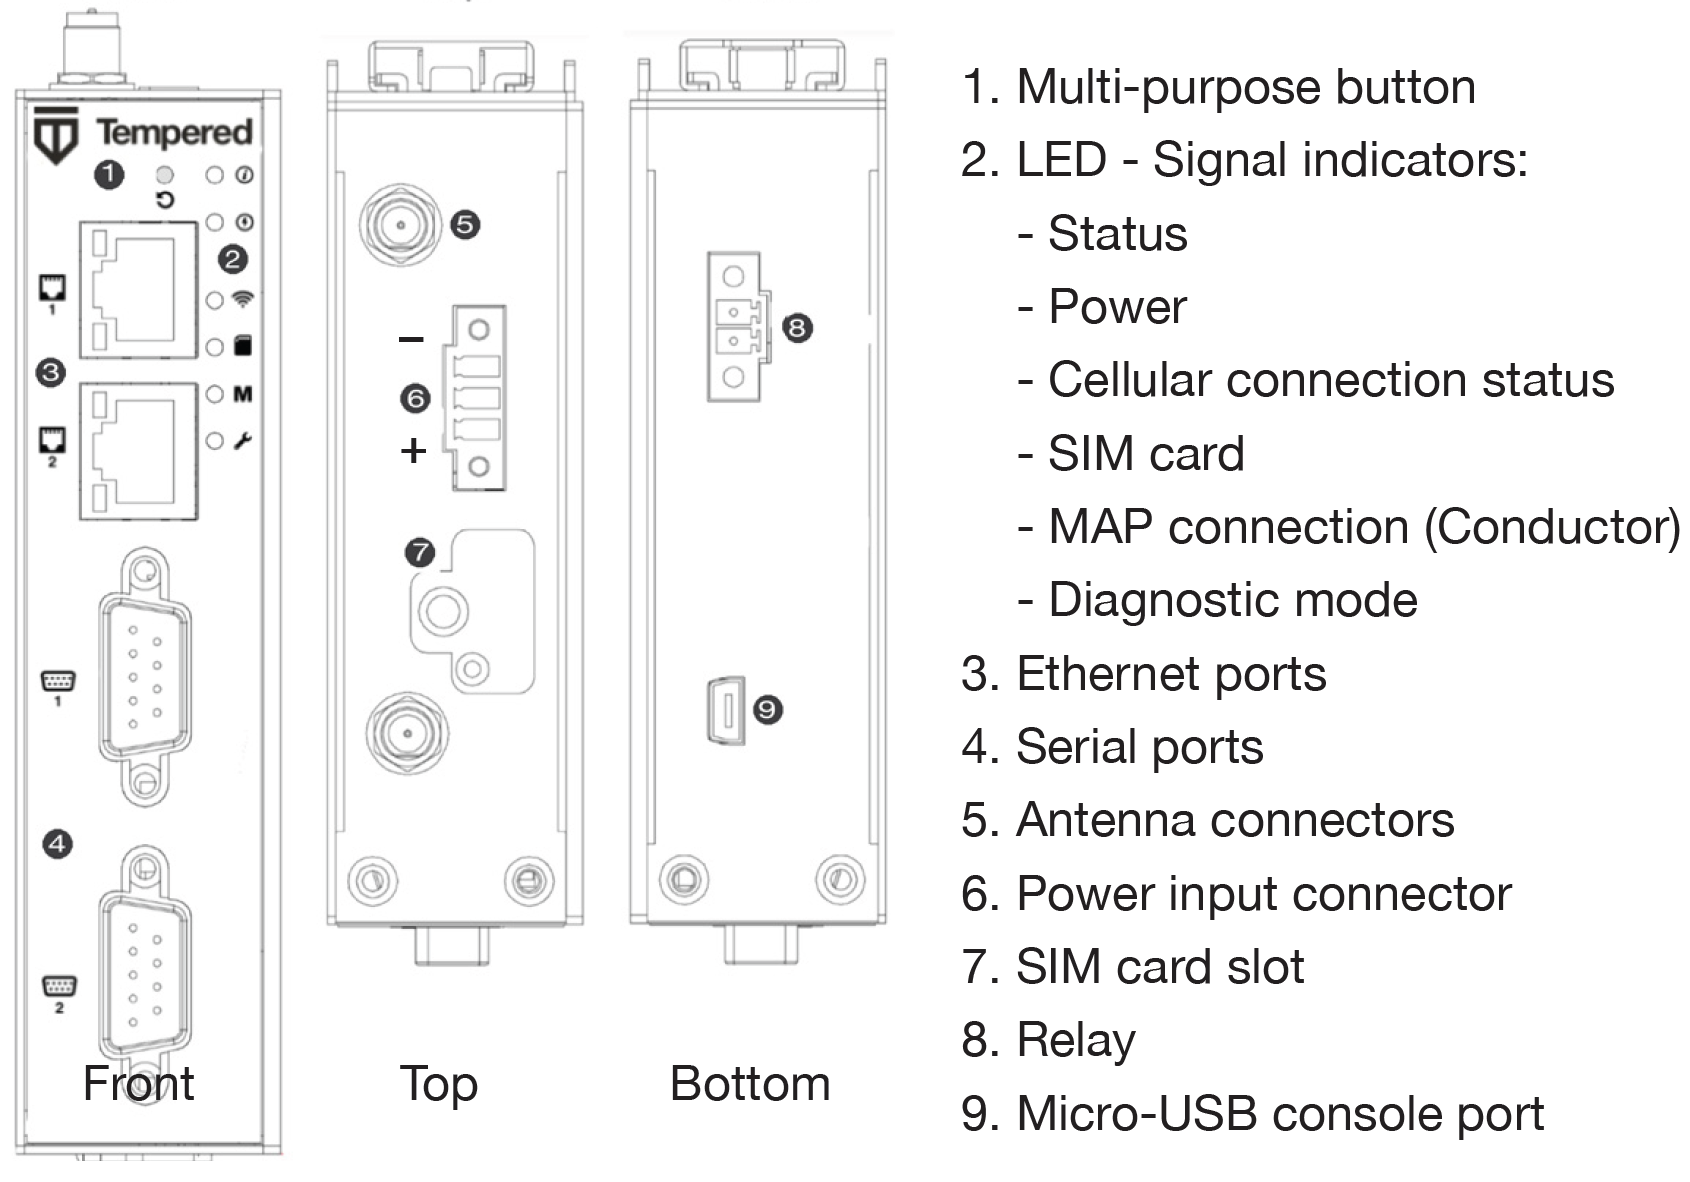 Tempered
1
2
1
3
2
M
1
4
2
Front
5
−
6
+
7
Top
8
9
Bottom
1. Multi-purpose button
2. LED - Signal indicators:
- Status
- Power
- Cellular connection status
- SIM card
- MAP connection (Conductor)
- Diagnostic mode
3. Ethernet ports
4. Serial ports
5. Antenna connectors
6. Power input connector
7. SIM card slot
8. Relay
9. Micro-USB console port